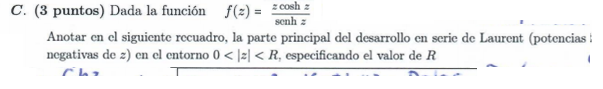 C. (3 puntos) Dada la función f(z) = z cosh z / senh z
Anotar en el siguiente recuadro, la parte principal del desarrollo en serie de Laurent (potencias
negativas de z) en el entorno 0 < |z| < R, especificando el valor de R